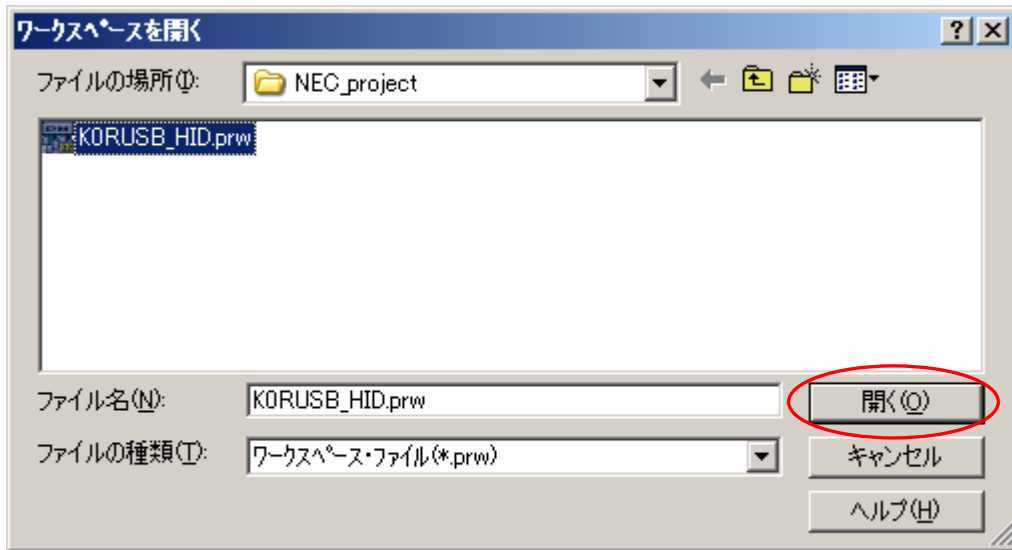 ワークスペースを開く
ファイルの場所(I):
NEC_project
K0RUSB_HID.prw
ファイル名(N):
K0RUSB_HID.prw
開く(O)
ファイルの種類(T):
ワークスペース・ファイル(*.prw)
キャンセル
ヘルプ(H)